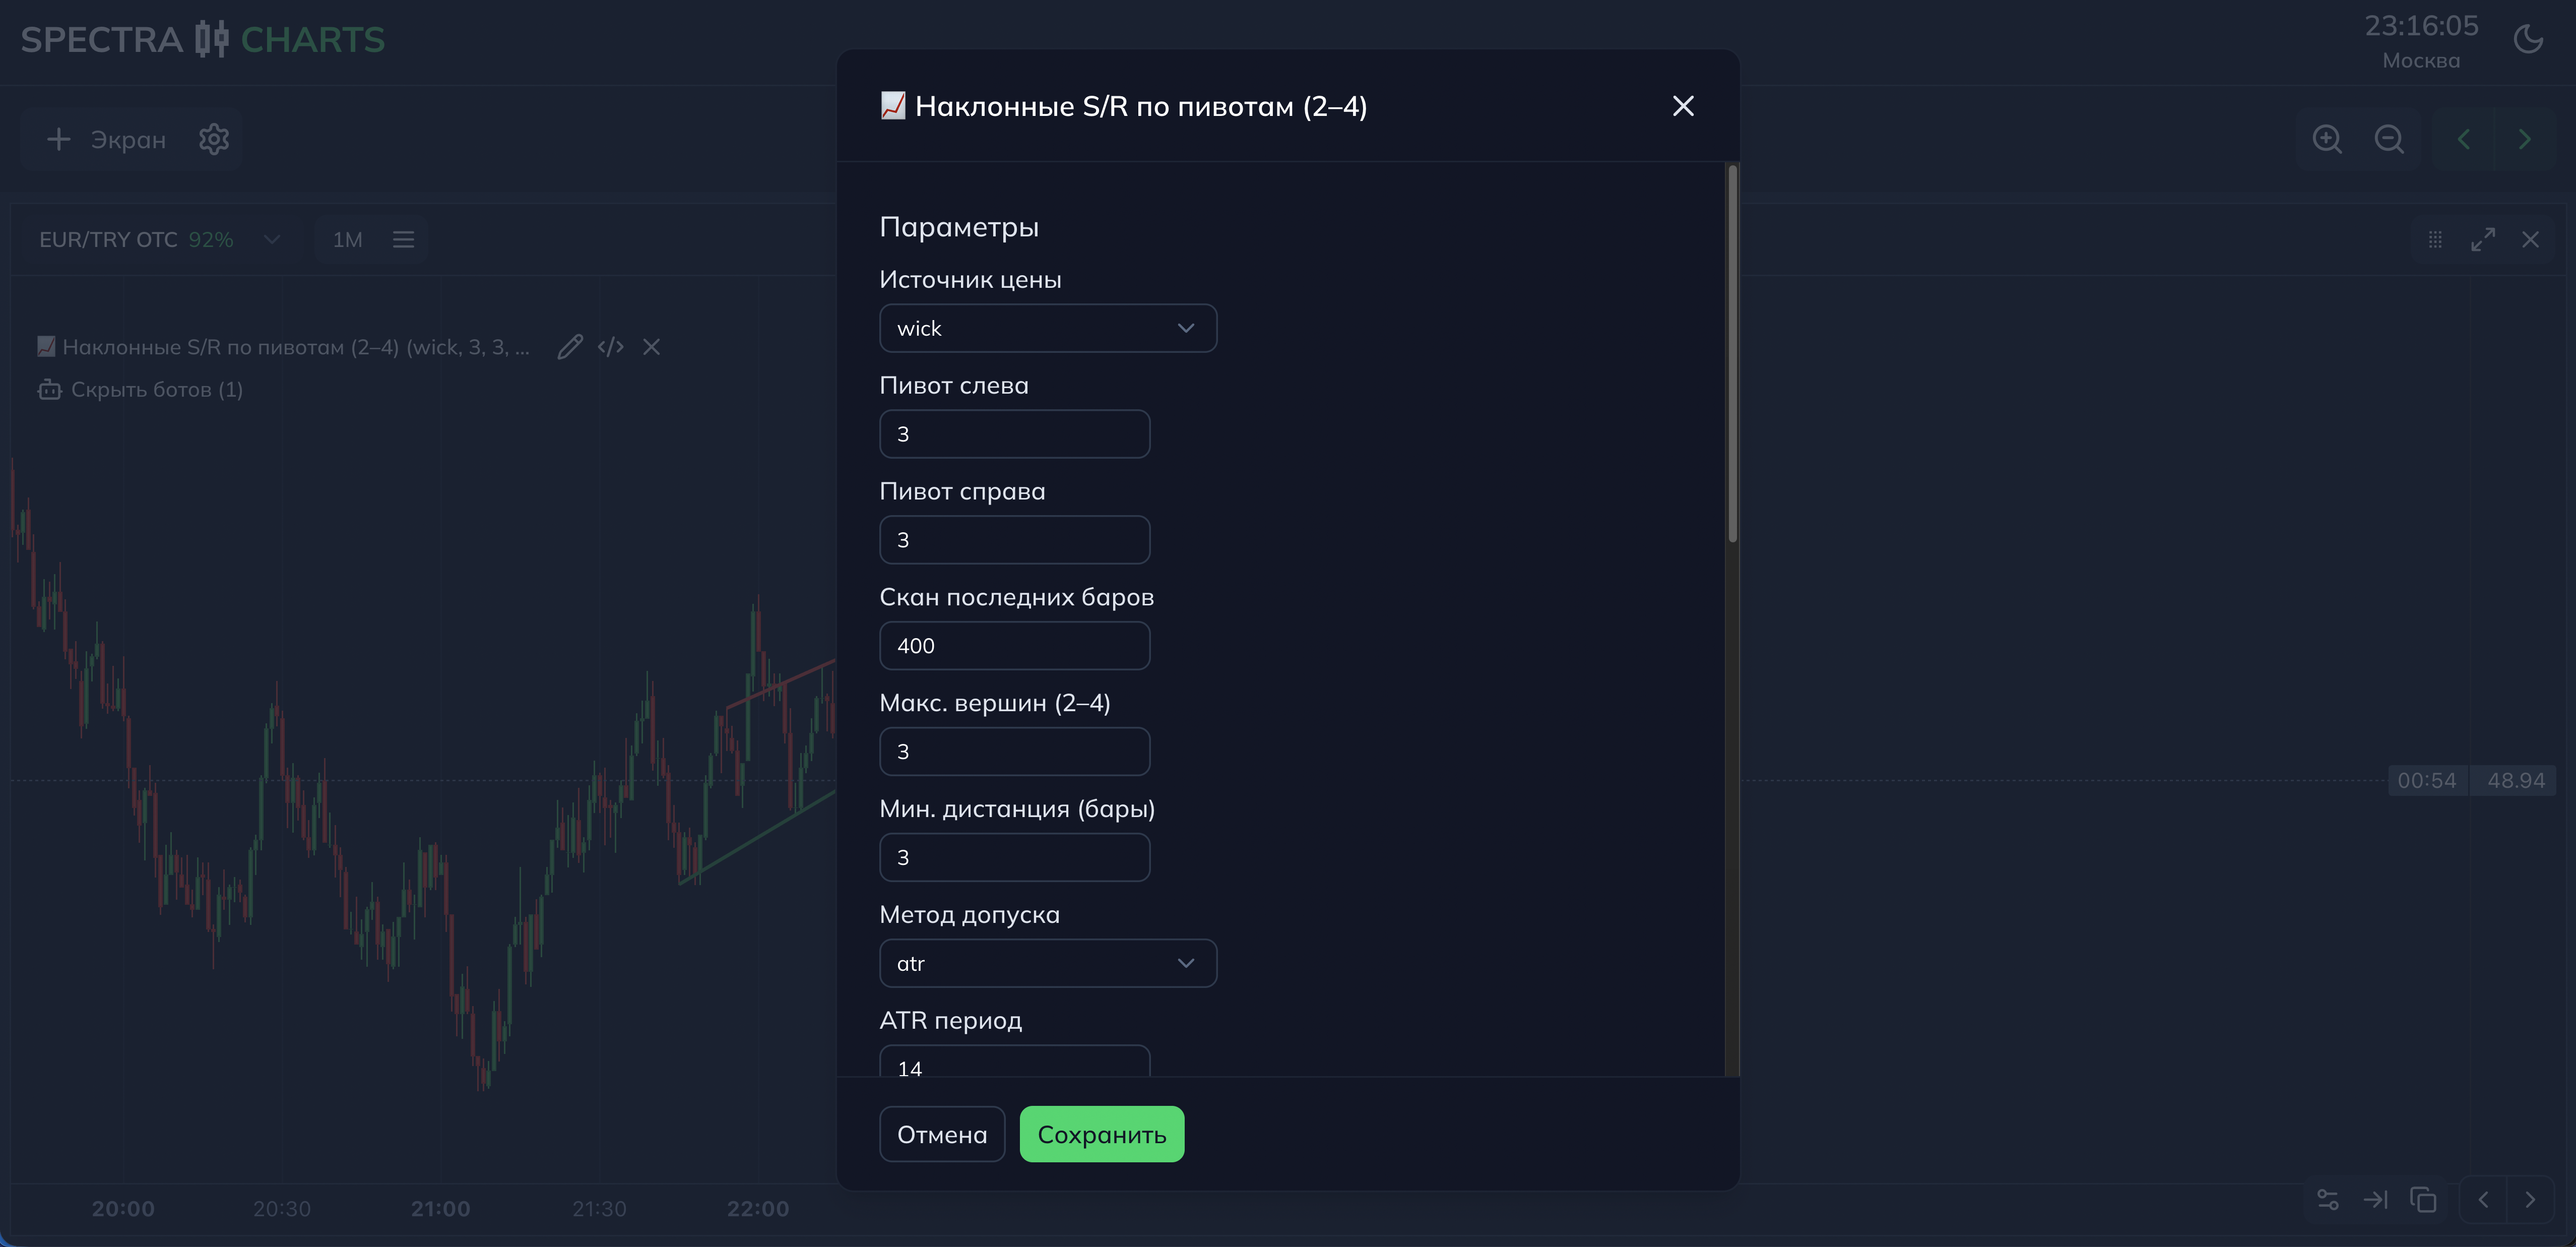 SPECTRA CHARTS
23:16:05
Москва
Экран
EUR/TRY OTC 92%
1M
Наклонные S/R по пивотам (2–4) (wick, 3, 3, ...
Скрыть ботов (1)
Наклонные S/R по пивотам (2–4)
Параметры
Источник цены
wick
Пивот слева
3
Пивот справа
3
Скан последних баров
400
Макс. вершин (2–4)
3
Мин. дистанция (бары)
3
Метод допуска
atr
ATR период
14
Отмена
Сохранить
00:54 48.94
20:00 20:30 21:00 21:30 22:00